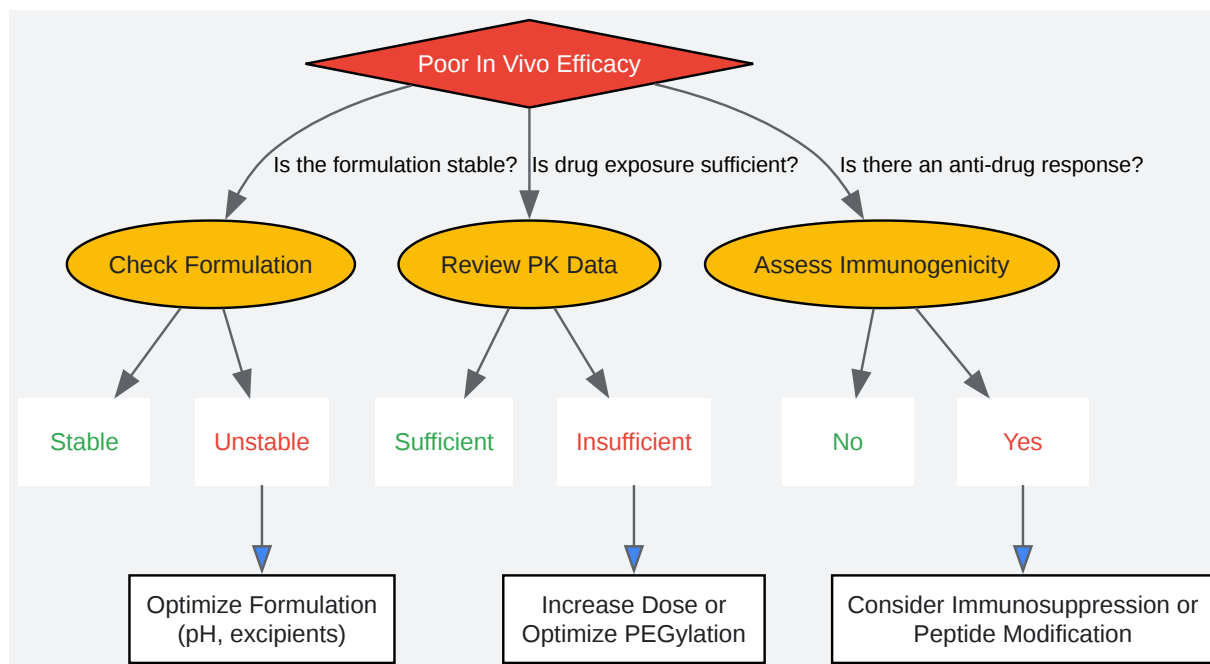 Poor In Vivo Efficacy
Is the formulation stable?
Is drug exposure sufficient?
Is there an anti-drug response?
Check Formulation
Review PK Data
Assess Immunogenicity
Stable
Unstable
Sufficient
Insufficient
No
Yes
Optimize Formulation
(pH, excipients)
Increase Dose or
Optimize PEGylation
Consider Immunosuppression or
Peptide Modification